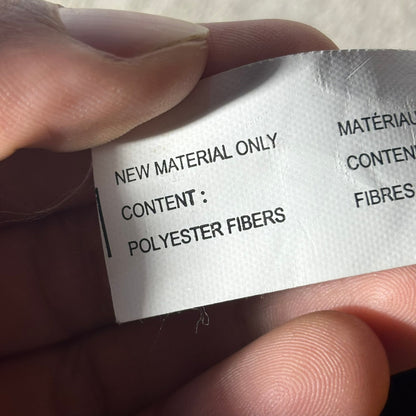 NEW MATERIAL ONLY
CONTENT :
POLYESTER FIBERS
MATÉRIAU
CONTEN
FIBRES